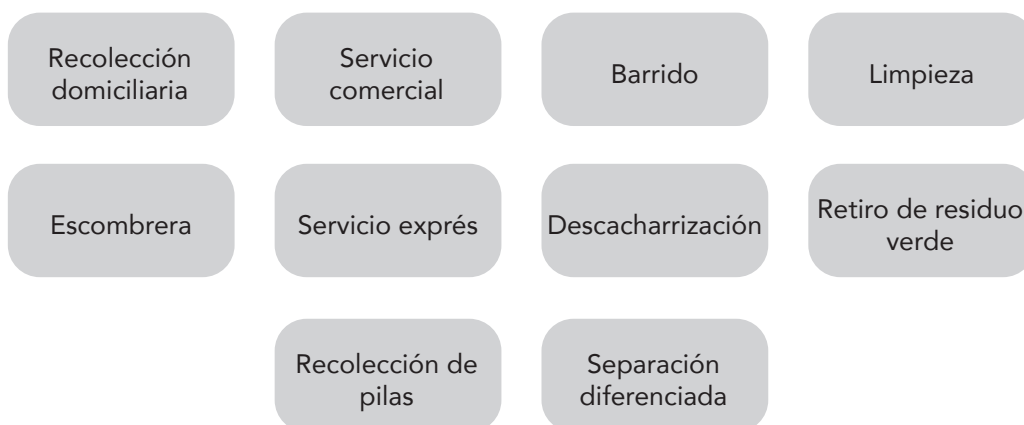 Recolección
domiciliaria
Servicio
comercial
Barrido
Limpieza
Escombrera
Servicio exprés
Descacharrización
Retiro de residuo
verde
Recolección de
pilas
Separación
diferenciada